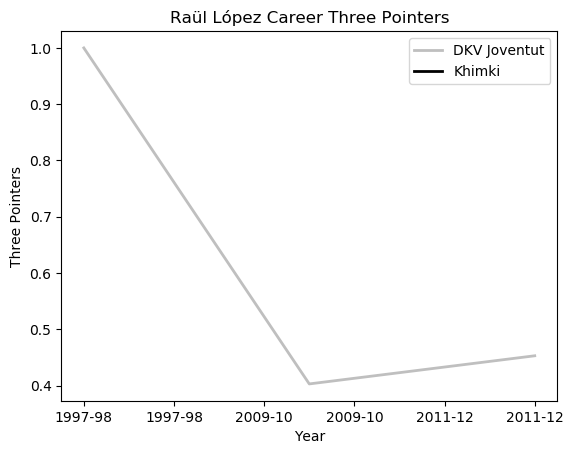 Raül López Career Three Pointers
DKV Joventut
Khimki
Three Pointers
1.0
0.9
0.8
0.7
0.6
0.5
0.4
1997-98 1997-98 2009-10 2009-10 2011-12 2011-12
Year